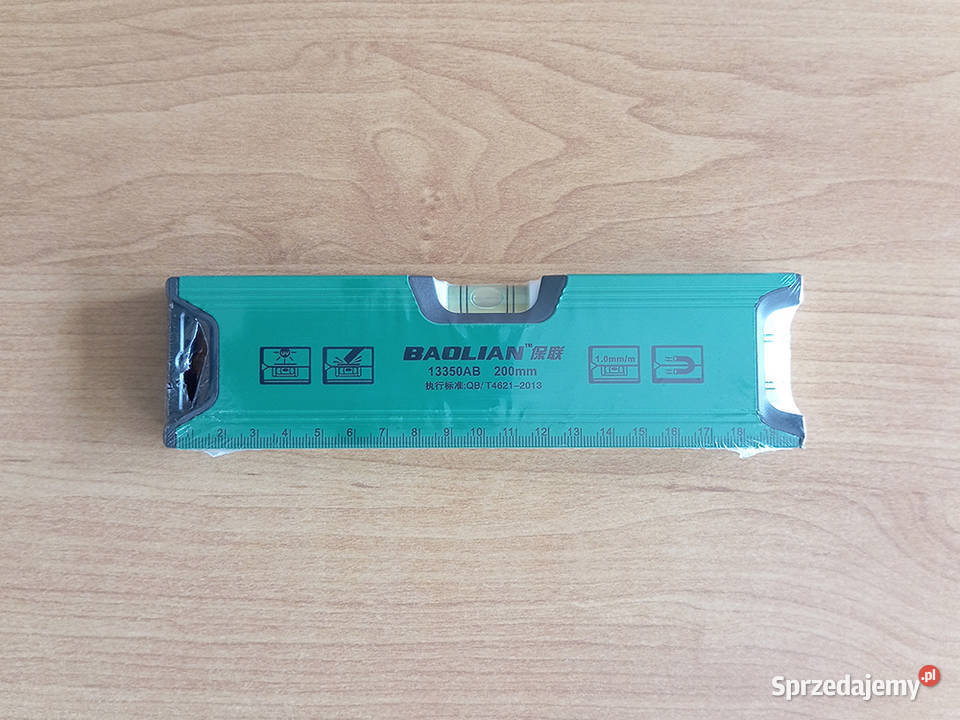 UV
BAOLIAN™保联
13350AB 200mm
执行标准:QB/T4621-2013
1.0mm/m
2 3 4 5 6 7 8 9 10 11 12 13 14 15 16 17 18
Sprzedajemy.pl